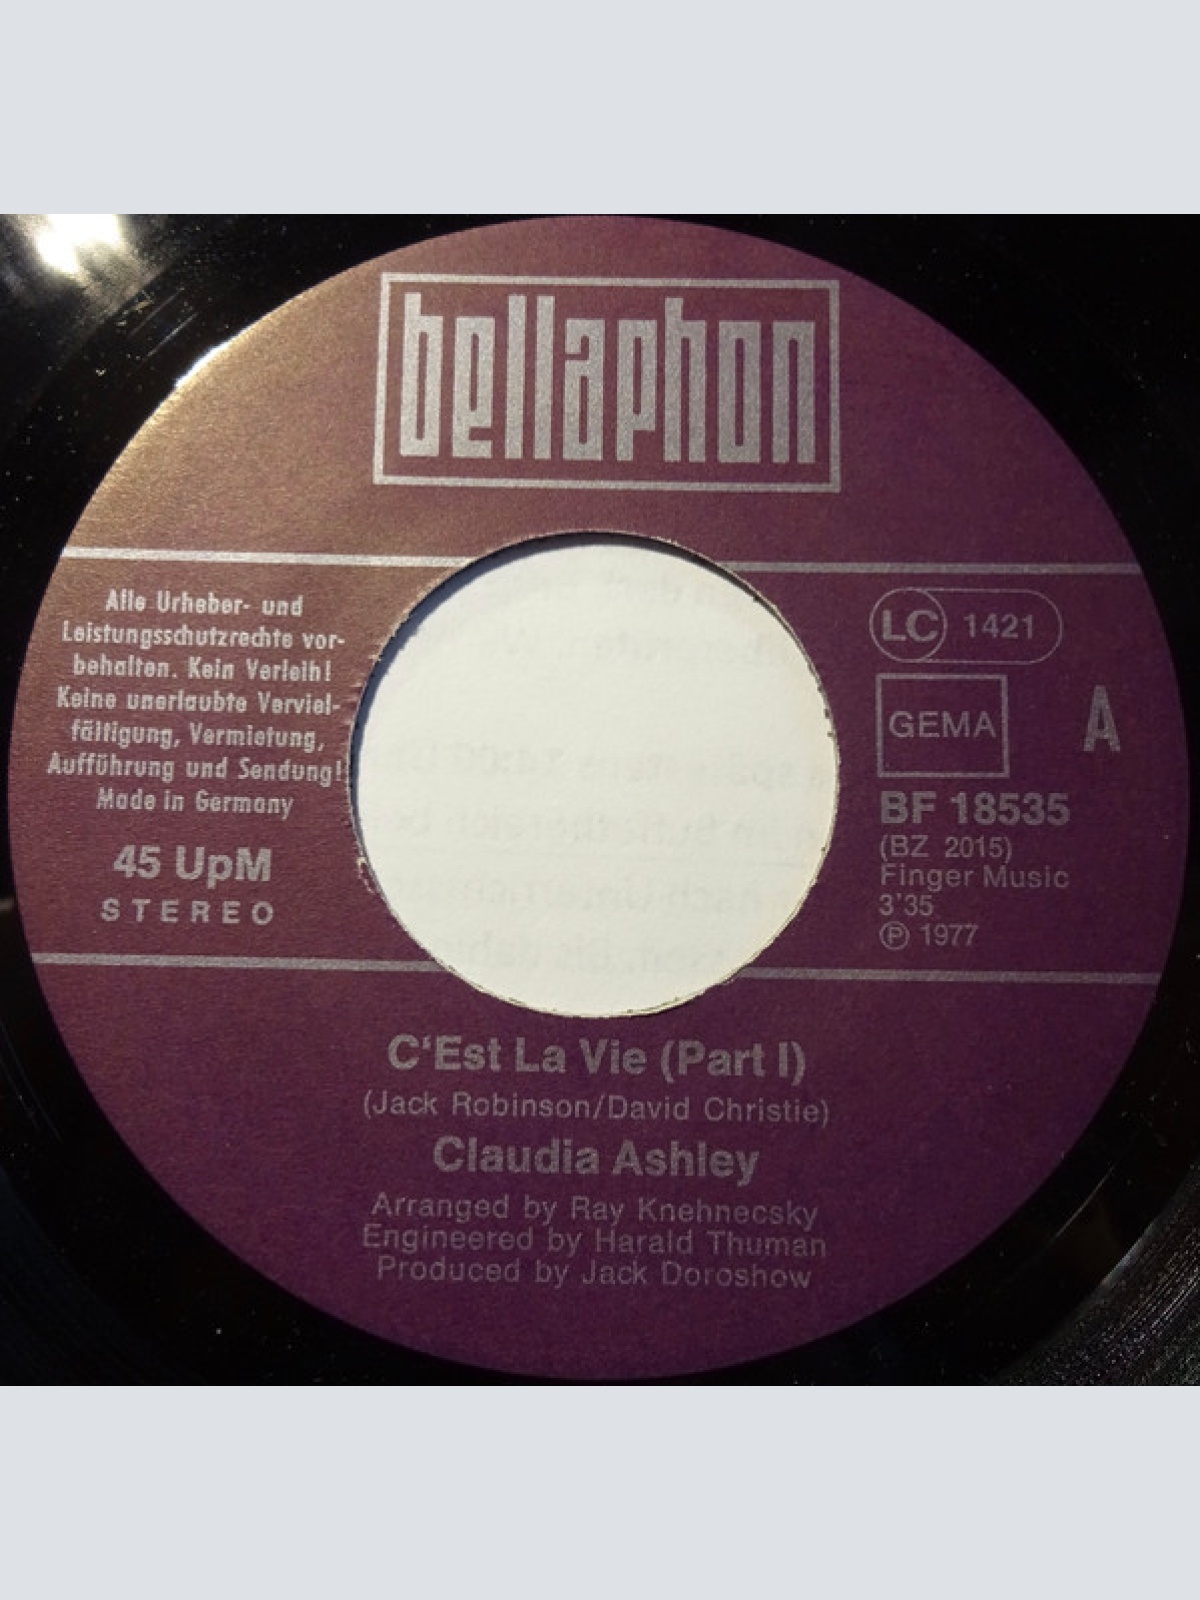 bellaphon
Alle Urheber- und
Leistungsschutzrechte vor-
behalten. Kein Verleih!
Keine unerlaubte Verviel-
fältigung, Vermietung,
Aufführung und Sendung!
Made in Germany
45 UpM
STEREO
LC 1421
GEMA
A
BF 18535
(BZ 2015)
Finger Music
3'35
Ⓟ 1977
C'Est La Vie (Part I)
(Jack Robinson/David Christie)
Claudia Ashley
Arranged by Ray Knehnecsky
Engineered by Harald Thuman
Produced by Jack Doroshow